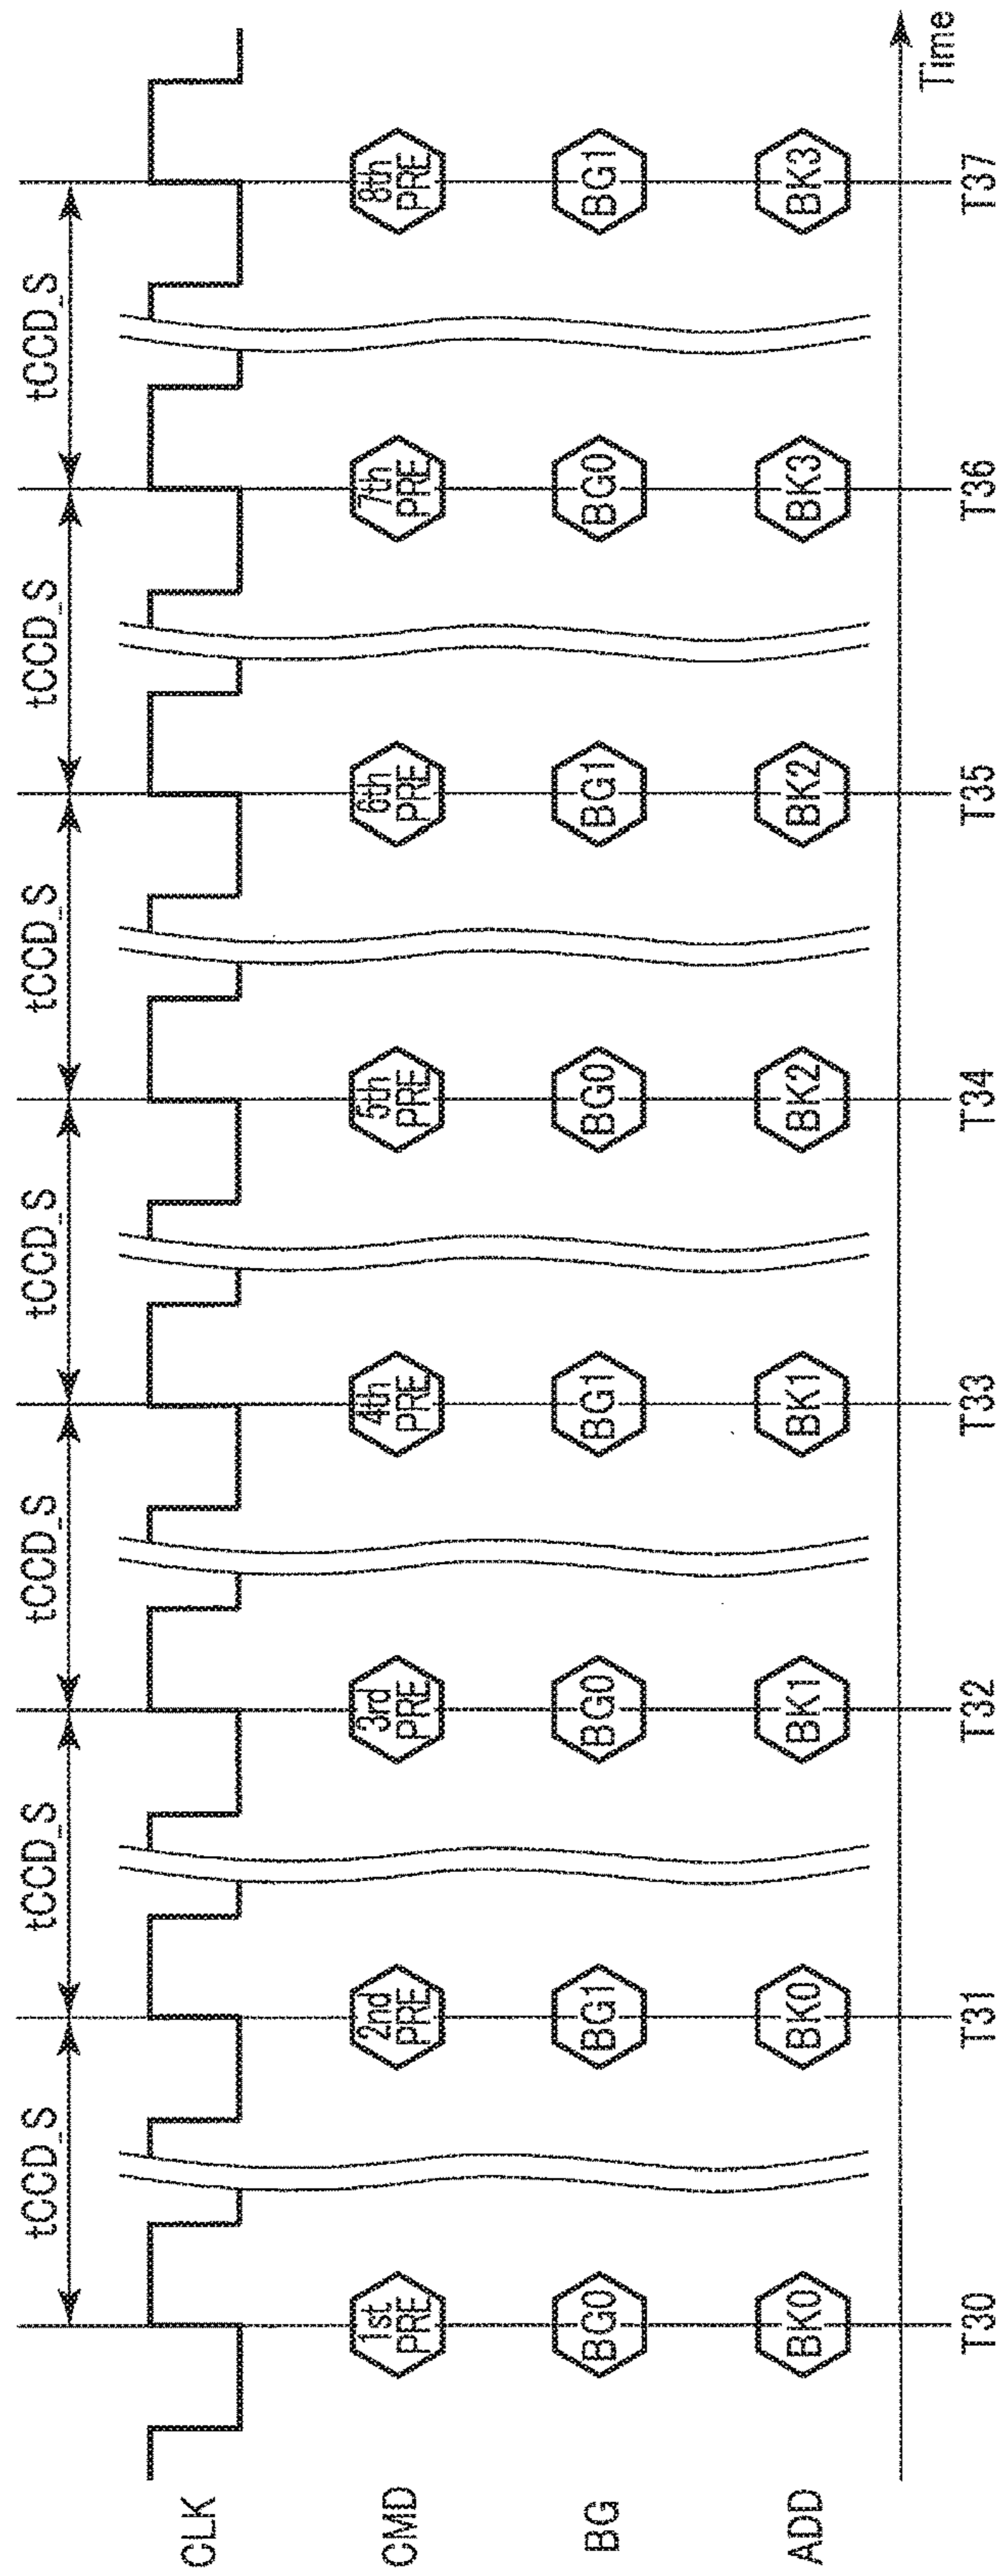 tCCD_S tCCD_S tCCD_S tCCD_S tCCD_S tCCD_S tCCD_S
CLK
CMD 1st PRE 2nd PRE 3rd PRE 4th PRE 5th PRE 6th PRE 7th PRE 8th PRE
BG BG0 BG1 BG0 BG1 BG0 BG1 BG0 BG1
ADD BK0 BK0 BK1 BK1 BK2 BK2 BK3 BK3
Time
T30 T31 T32 T33 T34 T35 T36 T37